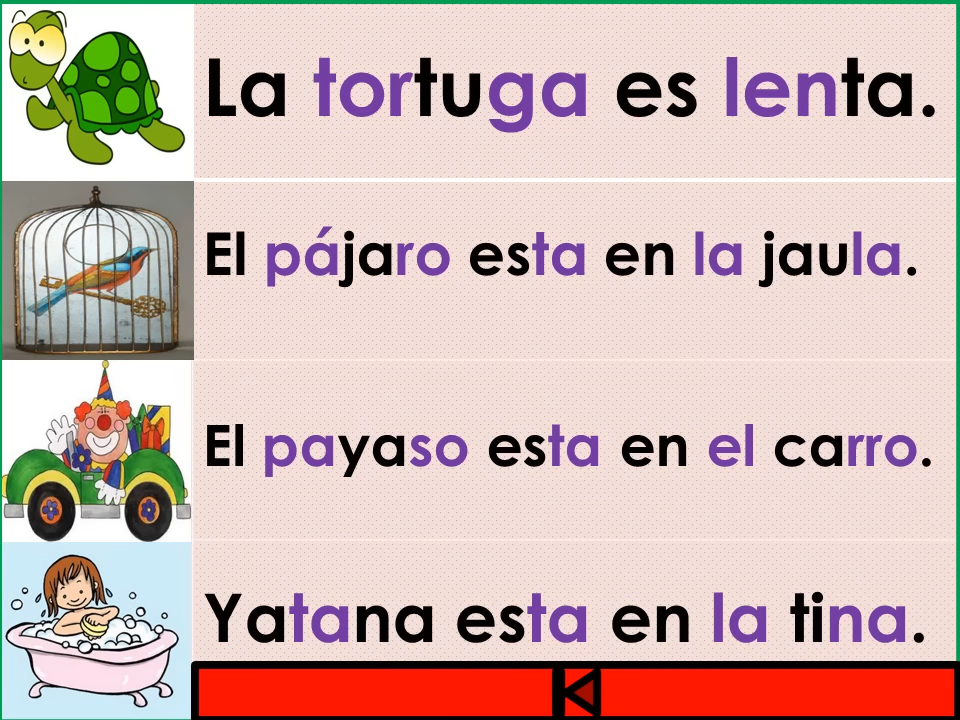 La tortuga es lenta.
El pájaro esta en la jaula.
El payaso esta en el carro.
Yatana esta en la tina.